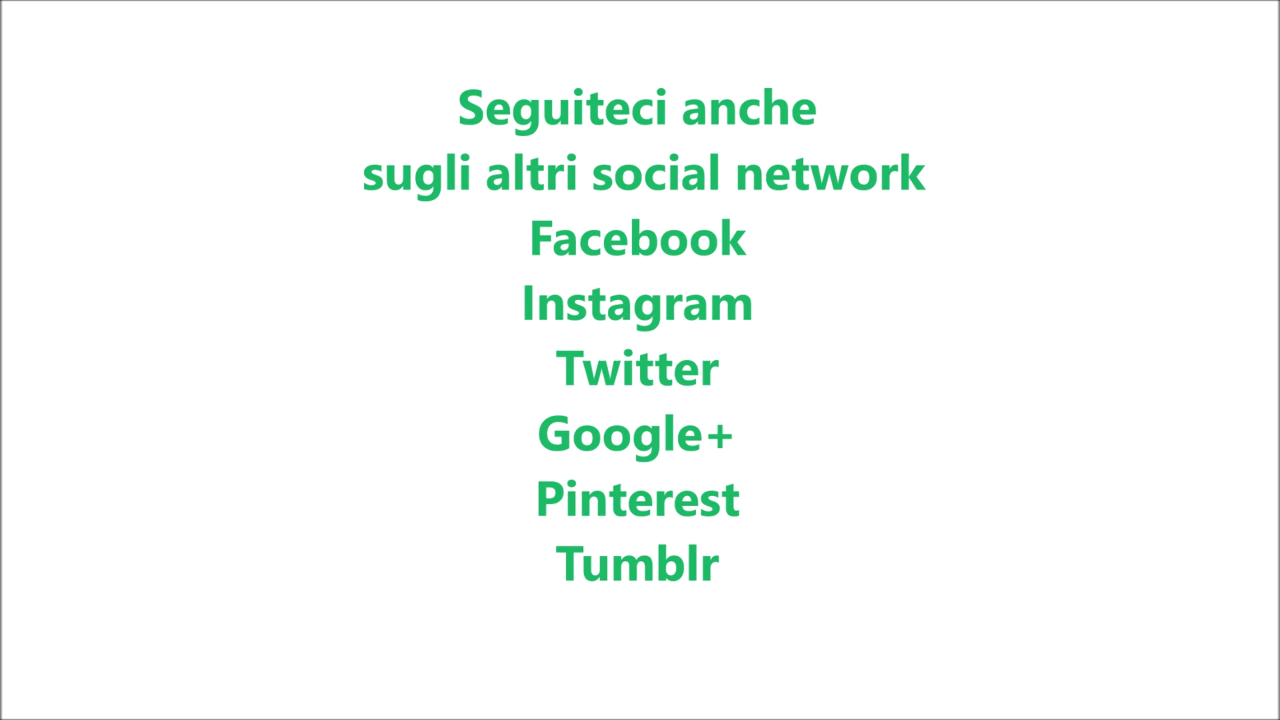 Seguiteci anche
sugli altri social network
Facebook
Instagram
Twitter
Google+
Pinterest
Tumblr